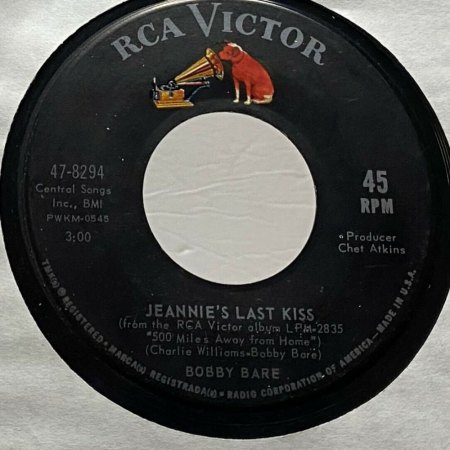 RCA VICTOR
47-8294
Central Songs
Inc., BMI
PWKM-0545
3:00
45
RPM
Producer
Chet Atkins
JEANNIE'S LAST KISS
(from the RCA Victor album LPM-2835
"500 Miles Away from Home")
(Charlie Williams-Bobby Bare)
BOBBY BARE
TMK(s) ® REGISTERED • MARCA(s) REGISTRADA(s) • RADIO CORPORATION OF AMERICA—MADE IN U.S.A.